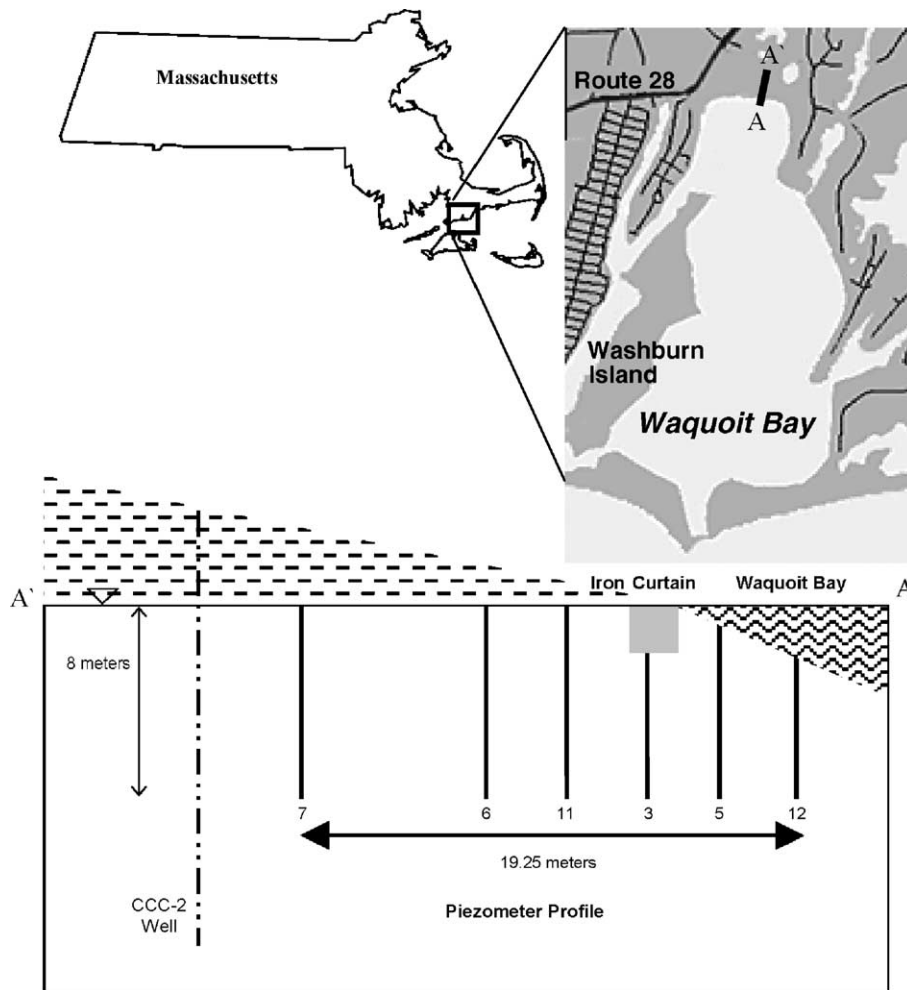 Massachusetts
Route 28
A`
A
Washburn
Island
Waquoit Bay
Iron Curtain
Waquoit Bay
A`
A
8 meters
7
6
11
3
5
12
19.25 meters
CCC-2
Well
Piezometer Profile